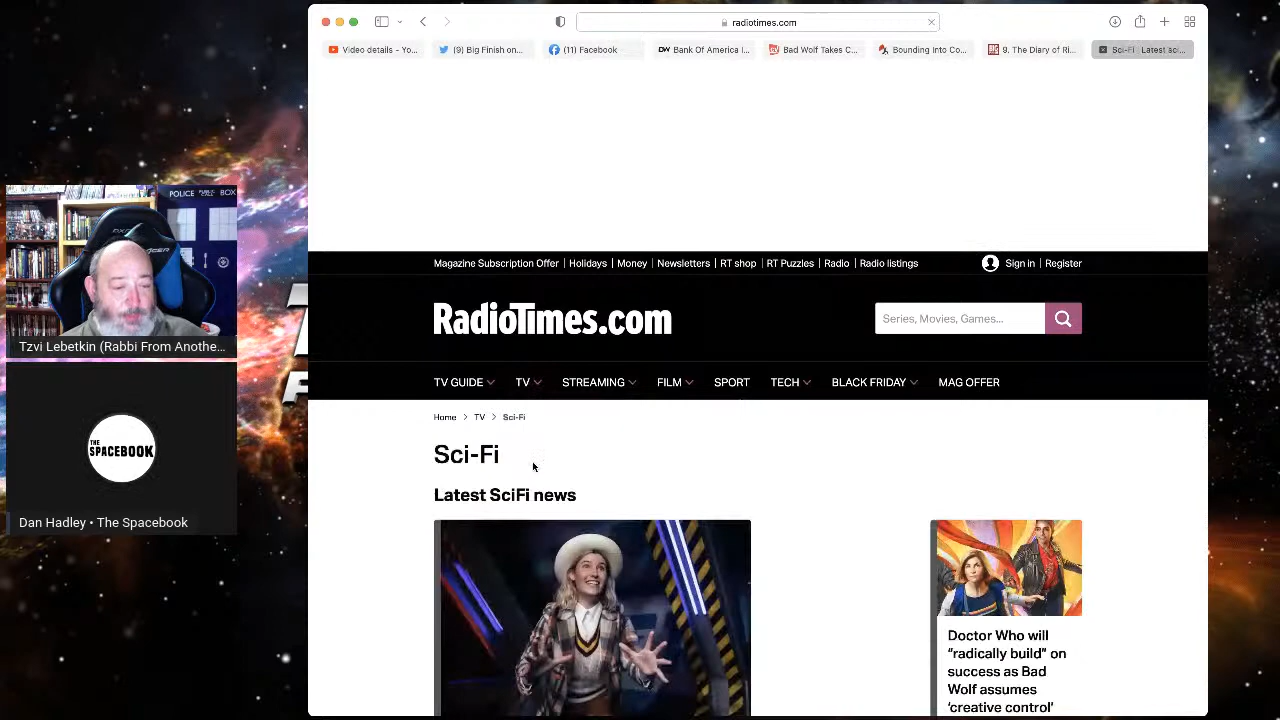 radiotimes.com
Video details - Yo...
(9) Big Finish on...
(11) Facebook
Bank Of America I...
Bad Wolf Takes C...
Bounding Into Co...
9. The Diary of Ri...
Sci-Fi | Latest sci...
POLICE PUBLIC CALL BOX
Tzvi Lebetkin (Rabbi From Anothe...
THE
SPACEBOOK
Dan Hadley • The Spacebook
Magazine Subscription Offer | Holidays | Money | Newsletters | RT shop | RT Puzzles | Radio | Radio listings
Sign in | Register
RadioTimes.com
Series, Movies, Games...
TV GUIDE TV STREAMING FILM SPORT TECH BLACK FRIDAY MAG OFFER
Home > TV > Sci-Fi
Sci-Fi
Latest SciFi news
Doctor Who will
“radically build” on
success as Bad
Wolf assumes
‘creative control’